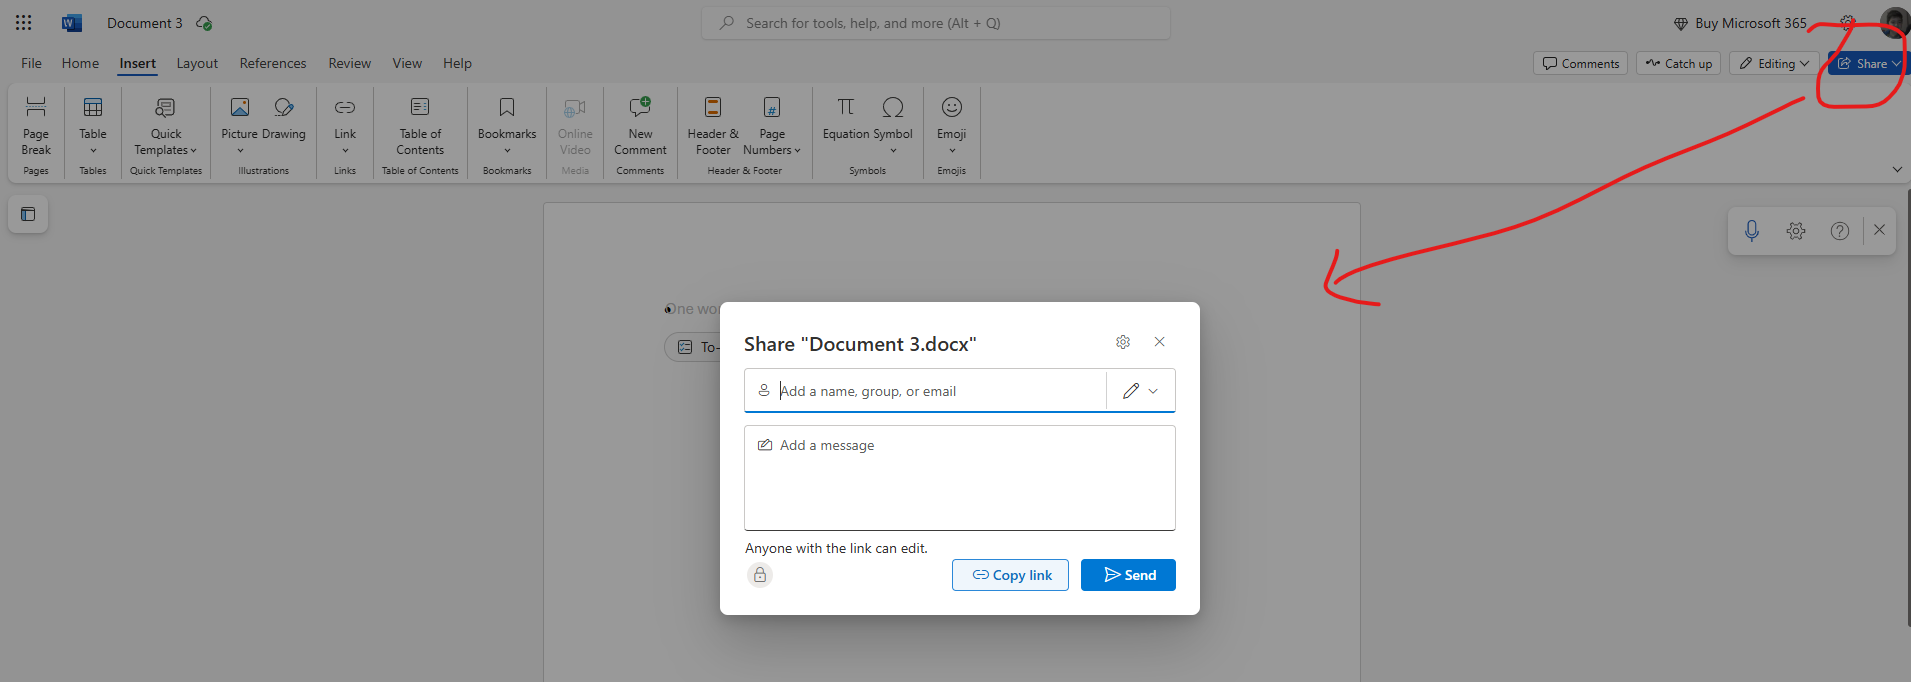 Document 3
Search for tools, help, and more (Alt + Q)
Buy Microsoft 365
File Home Insert Layout References Review View Help
Comments Catch up Editing Share
Page Break
Table
Quick Templates
Picture Drawing
Link
Table of Contents
Bookmarks
Online Video
New Comment
Header & Footer
Page Numbers
Equation Symbol
Emoji
Pages Tables Quick Templates Illustrations Links Table of Contents Bookmarks Media Comments Header & Footer Symbols Emojis
One wor
To-
Share "Document 3.docx"
Add a name, group, or email
Add a message
Anyone with the link can edit.
Copy link Send